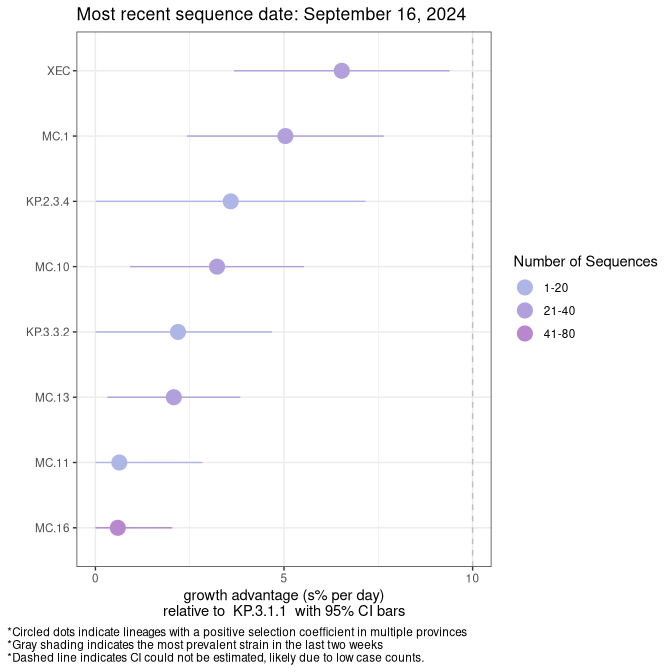 Most recent sequence date: September 16, 2024
XEC
MC.1
KP.2.3.4
MC.10
KP.3.3.2
MC.13
MC.11
MC.16
0 5 10
growth advantage (s% per day)
relative to  KP.3.1.1  with 95% CI bars
Number of Sequences
1-20
21-40
41-80
*Circled dots indicate lineages with a positive selection coefficient in multiple provinces
*Gray shading indicates the most prevalent strain in the last two weeks
*Dashed line indicates CI could not be estimated, likely due to low case counts.